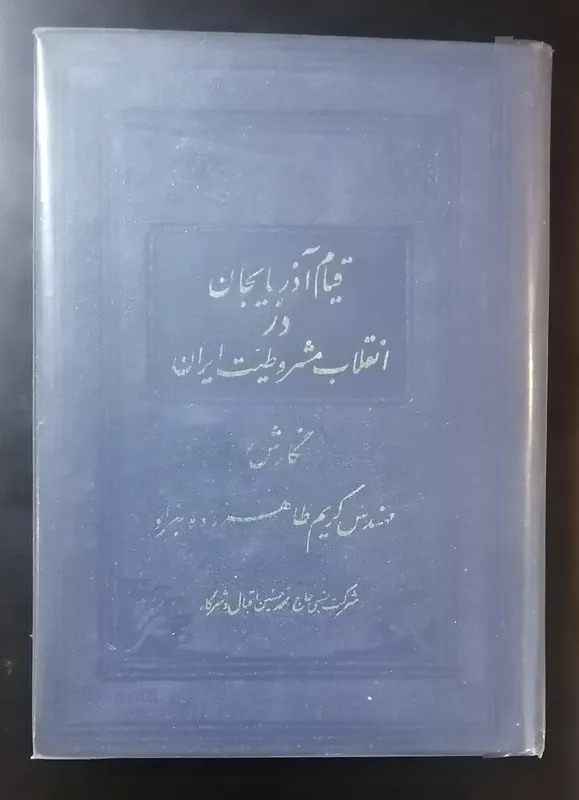 قیام آذربایجان
در
انقلاب مشروطیت ایران
نگارش
مهندس کریم طاهرزاده بهزاد
شرکت نسبی حاج محمد حسین اقبال و شرکاء